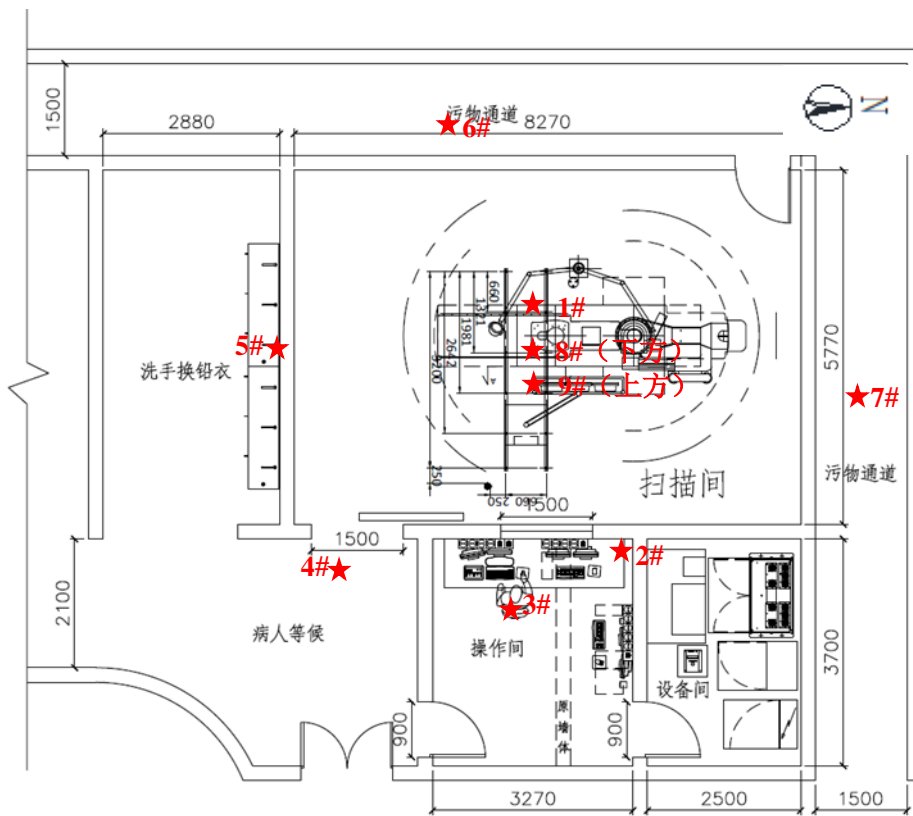 1500
2880
污物通道
★6#
8270
N
660
1321
1981
2642
3200
250
250
660
1500
★1#
★8#（下方）
★9#（上方）
5#★
洗手换铅衣
5770
★7#
污物通道
扫描间
1500
4#★
★2#
★3#
2100
病人等候
操作间
设备间
3700
原墙体
900
900
3270
2500
1500